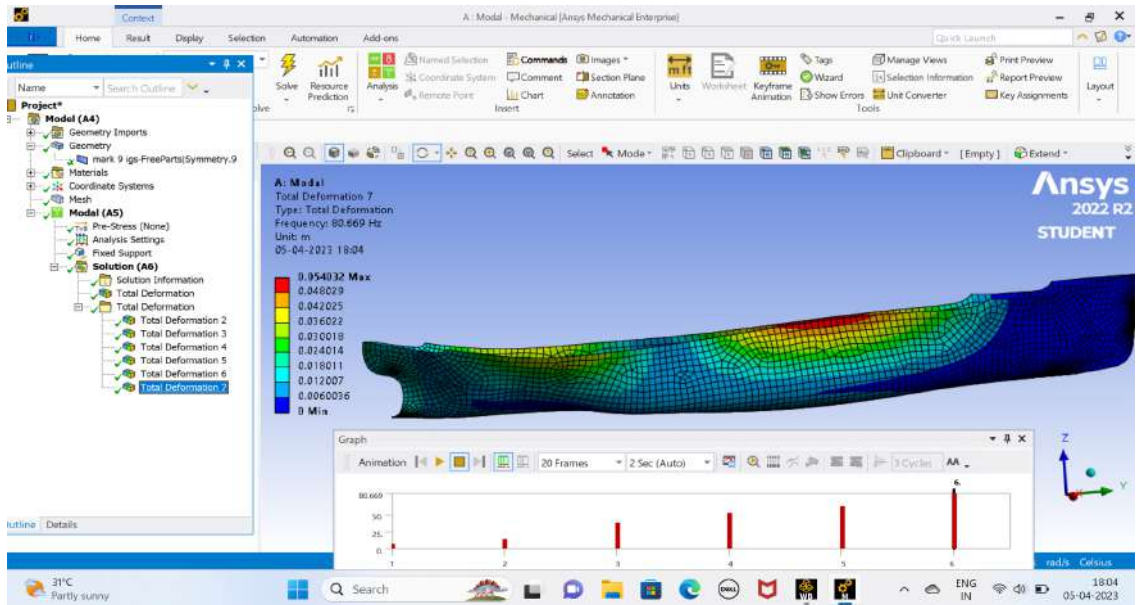 Context
A : Modal - Mechanical [Ansys Mechanical Enterprise]
Home Result Display Selection Automation Add-ons
Quick Launch
Outline
Name Search Outline
Solve Resource Prediction
Analysis
Named Selection Commands Images
Coordinate System Comment Section Plane
Remote Point Chart Annotation
Insert
Units Worksheet Keyframe Animation
Tags Manage Views Print Preview
Wizard Selection Information Report Preview
Show Errors Unit Converter Key Assignments
Tools
Layout
Project*
Model (A4)
Geometry Imports
Geometry
mark 9 igs-FreeParts|Symmetry.9
Materials
Coordinate Systems
Mesh
Modal (A5)
Pre-Stress (None)
Analysis Settings
Fixed Support
Solution (A6)
Solution Information
Total Deformation
Total Deformation
Total Deformation 2
Total Deformation 3
Total Deformation 4
Total Deformation 5
Total Deformation 6
Total Deformation 7
Outline Details
Select Mode Clipboard [Empty] Extend
A: Modal
Total Deformation 7
Type: Total Deformation
Frequency: 80.669 Hz
Unit: m
05-04-2023 18:04
0.054032 Max
0.048029
0.042025
0.036022
0.030018
0.024014
0.018011
0.012007
0.0060036
0 Min
Ansys
2022 R2
STUDENT
Graph
Animation 20 Frames 2 Sec (Auto) 3 Cycles
80.669
50.
25.
0.
6.
1 2 3 4 5 6
Z
Y
X
rad/s Celsius
31°C
Partly sunny
Search
DELL
WB
M
ENG
IN
18:04
05-04-2023